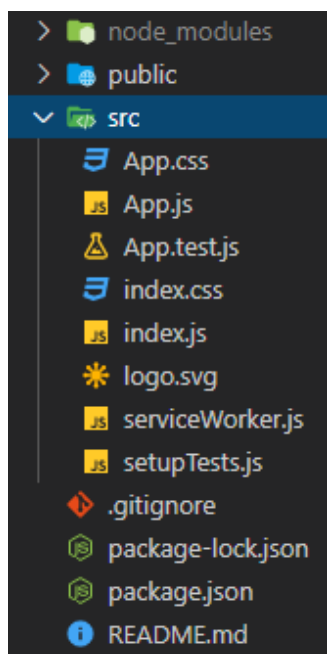 node_modules
public
src
App.css
App.js
App.test.js
index.css
index.js
logo.svg
serviceWorker.js
setupTests.js
.gitignore
package-lock.json
package.json
README.md